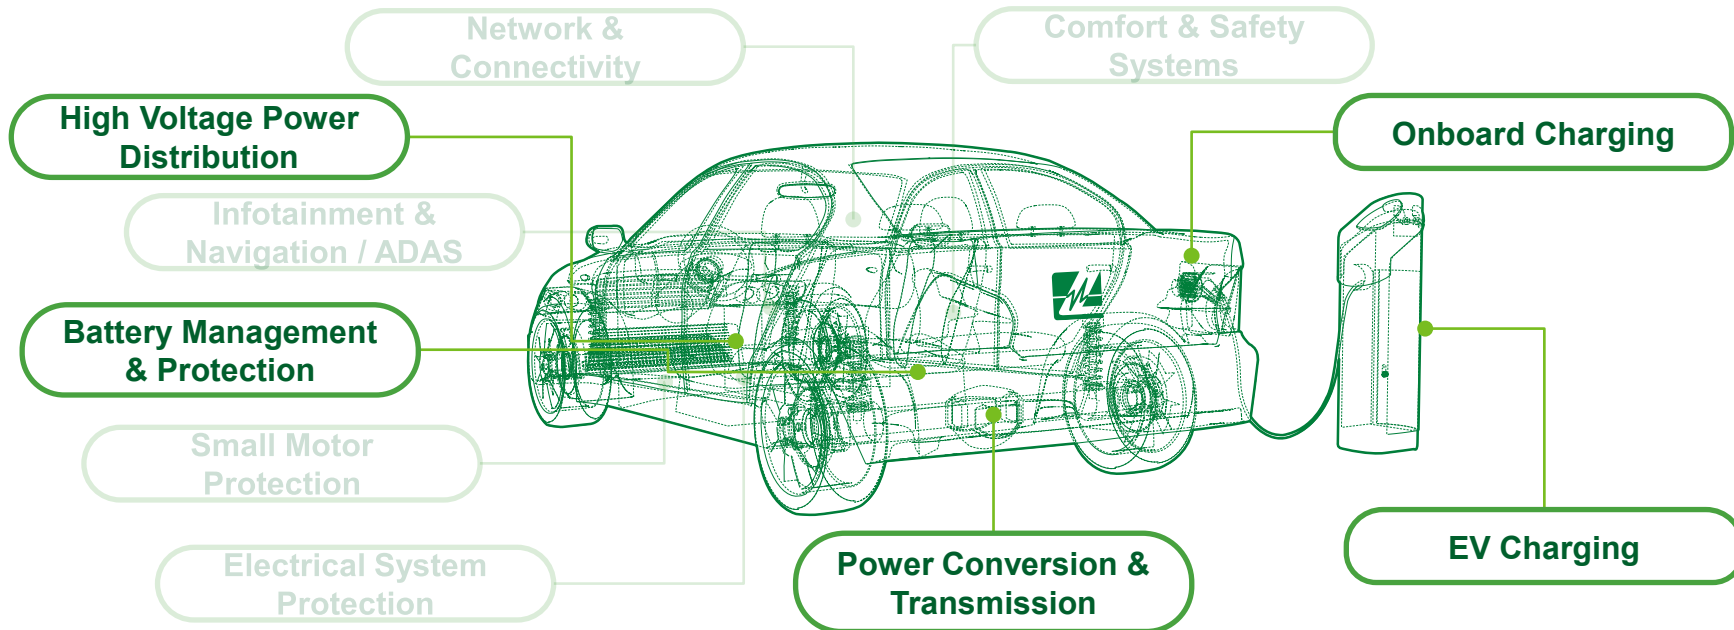 Network &
Connectivity
Comfort & Safety
Systems
High Voltage Power
Distribution
Onboard Charging
Infotainment &
Navigation / ADAS
Battery Management
& Protection
Small Motor
Protection
Electrical System
Protection
Power Conversion &
Transmission
EV Charging